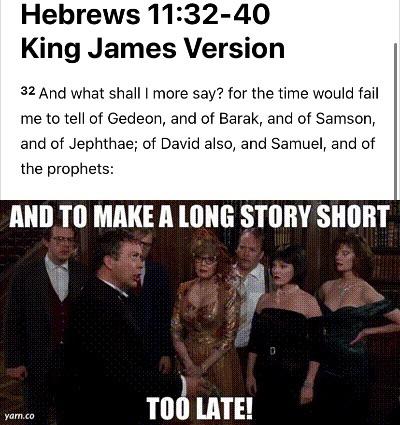 Hebrews 11:32-40
King James Version
32 And what shall I more say? for the time would fail
me to tell of Gedeon, and of Barak, and of Samson,
and of Jephthae; of David also, and Samuel, and of
the prophets:
AND TO MAKE A LONG STORY SHORT
TOO LATE!
yarn.co